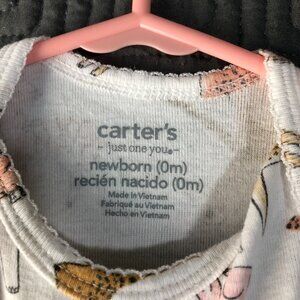 carter's
- just one you. -
newborn (0m)
recién nacido (0m)
Made in Vietnam
Fabriqué au Vietnam
Hecho en Vietnam